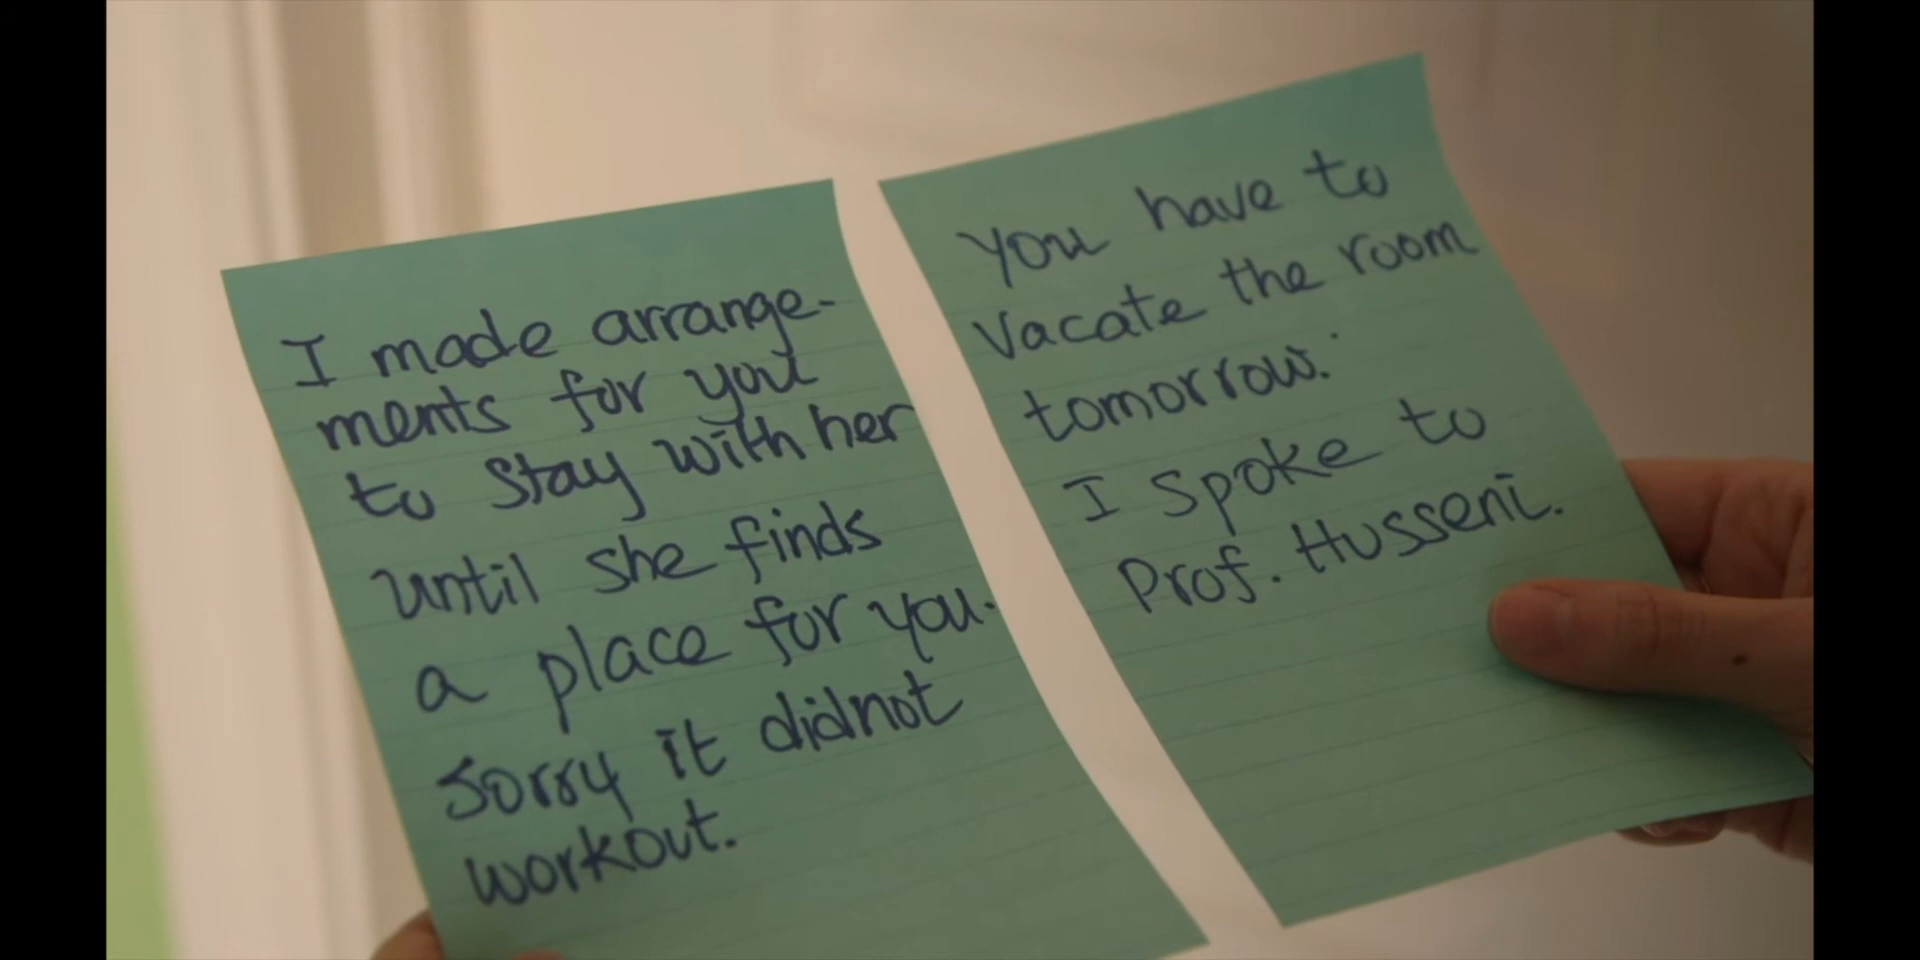 I made arrange-
ments for you
to stay with her
until she finds
a place for you.
Sorry it didnot
workout.
You have to
vacate the room
tomorrow.
I spoke to
Prof. Husseni.